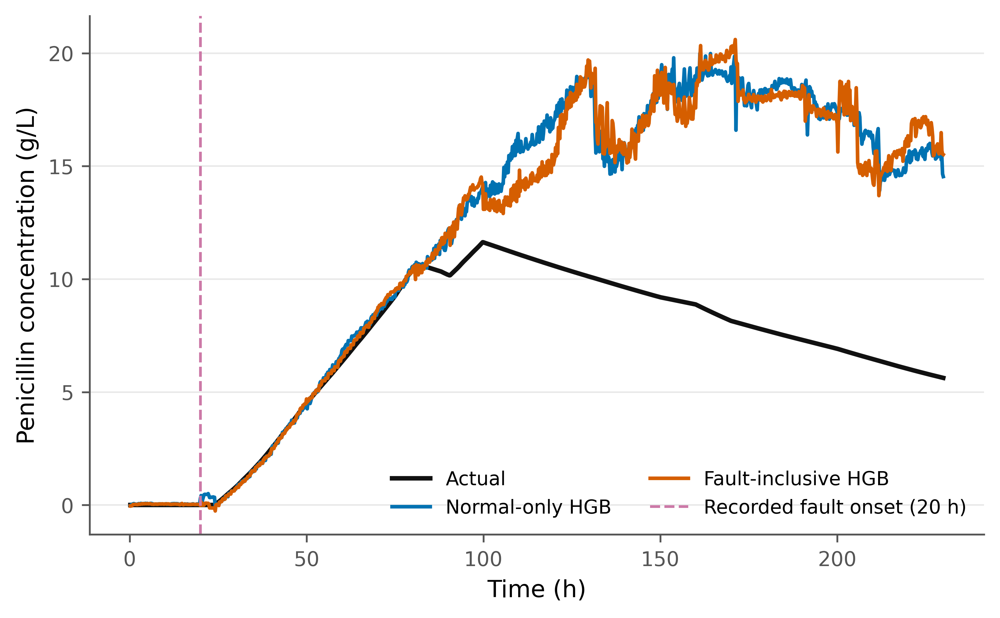 Penicillin concentration (g/L)
20
15
10
5
0
0 50 100 150 200
Time (h)
Actual
Normal-only HGB
Fault-inclusive HGB
Recorded fault onset (20 h)